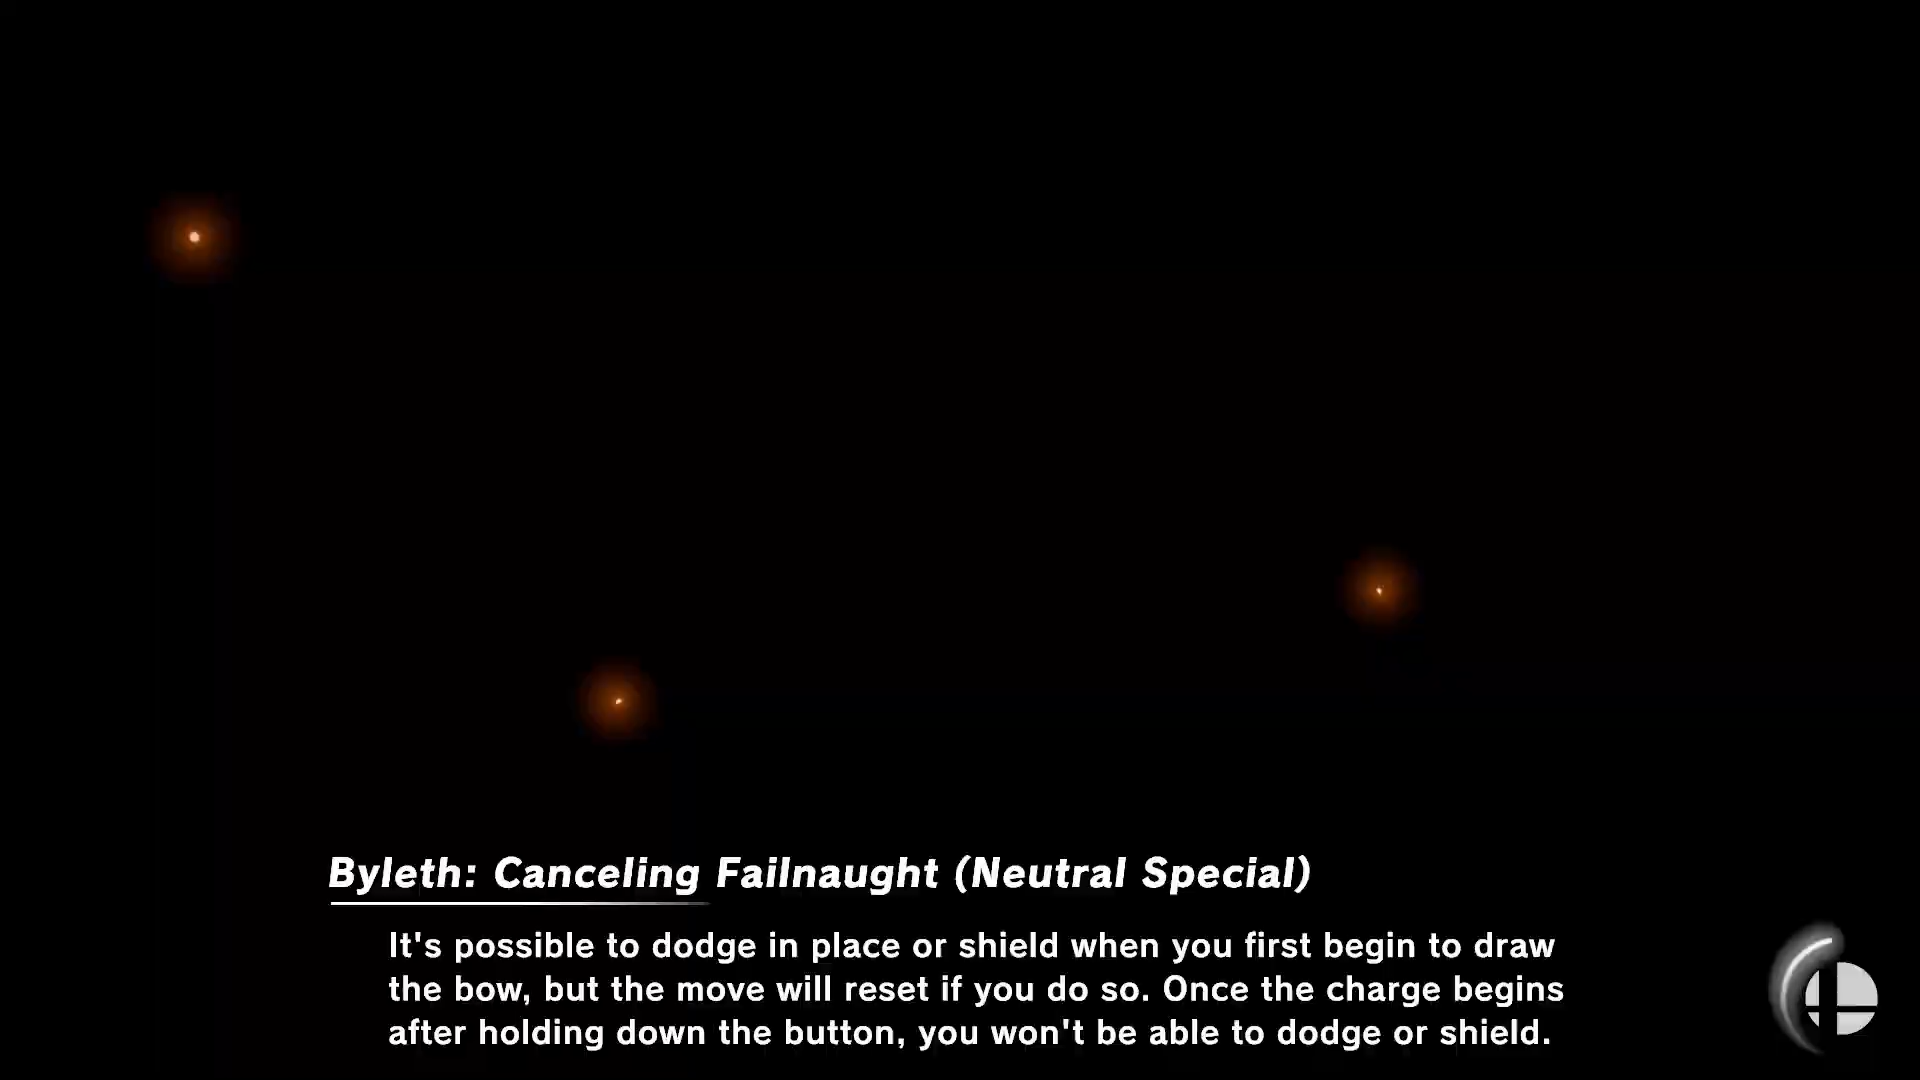 Byleth: Canceling Failnaught (Neutral Special)
It's possible to dodge in place or shield when you first begin to draw
the bow, but the move will reset if you do so. Once the charge begins
after holding down the button, you won't be able to dodge or shield.